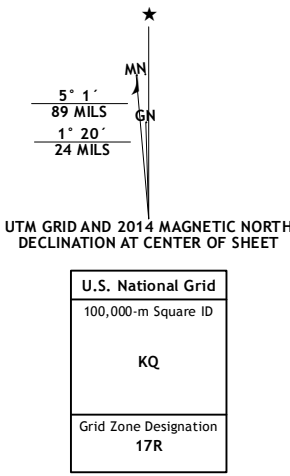 ★
MN
5° 1´
89 MILS
GN
1° 20´
24 MILS
UTM GRID AND 2014 MAGNETIC NORTH
DECLINATION AT CENTER OF SHEET
U.S. National Grid
100,000-m Square ID
KQ
Grid Zone Designation
17R